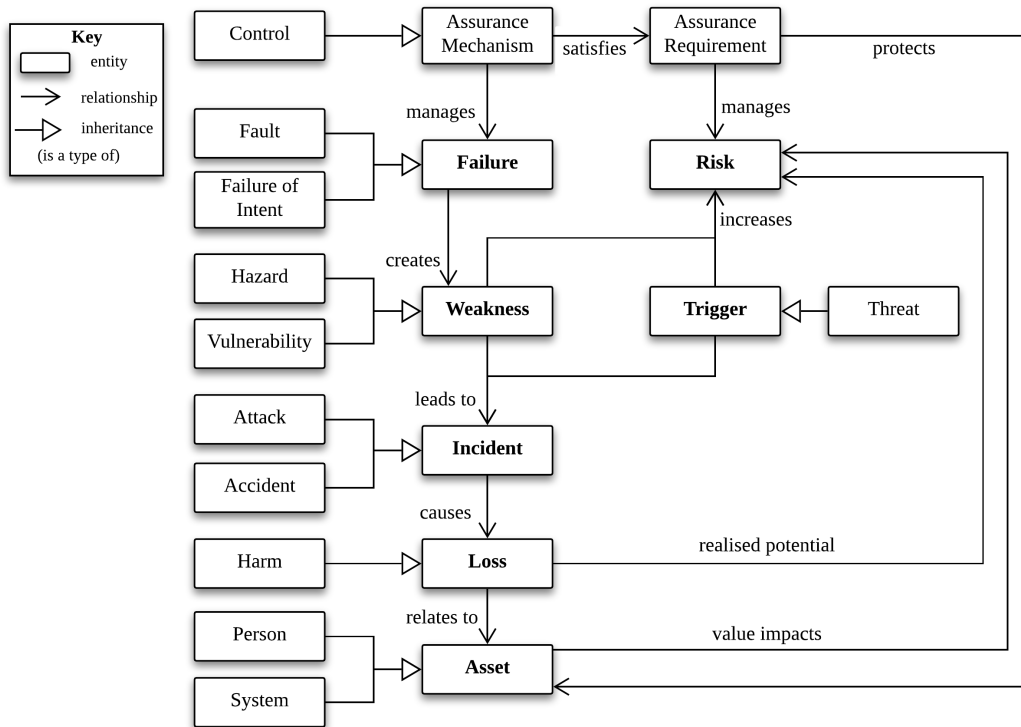 Key
entity
relationship
inheritance
(is a type of)
Control
Assurance
Mechanism
satisfies
Assurance
Requirement
protects
manages
manages
Fault
Failure of
Intent
Failure
Risk
increases
creates
Hazard
Vulnerability
Weakness
Trigger
Threat
leads to
Attack
Accident
Incident
causes
Harm
Loss
realised potential
relates to
value impacts
Person
System
Asset